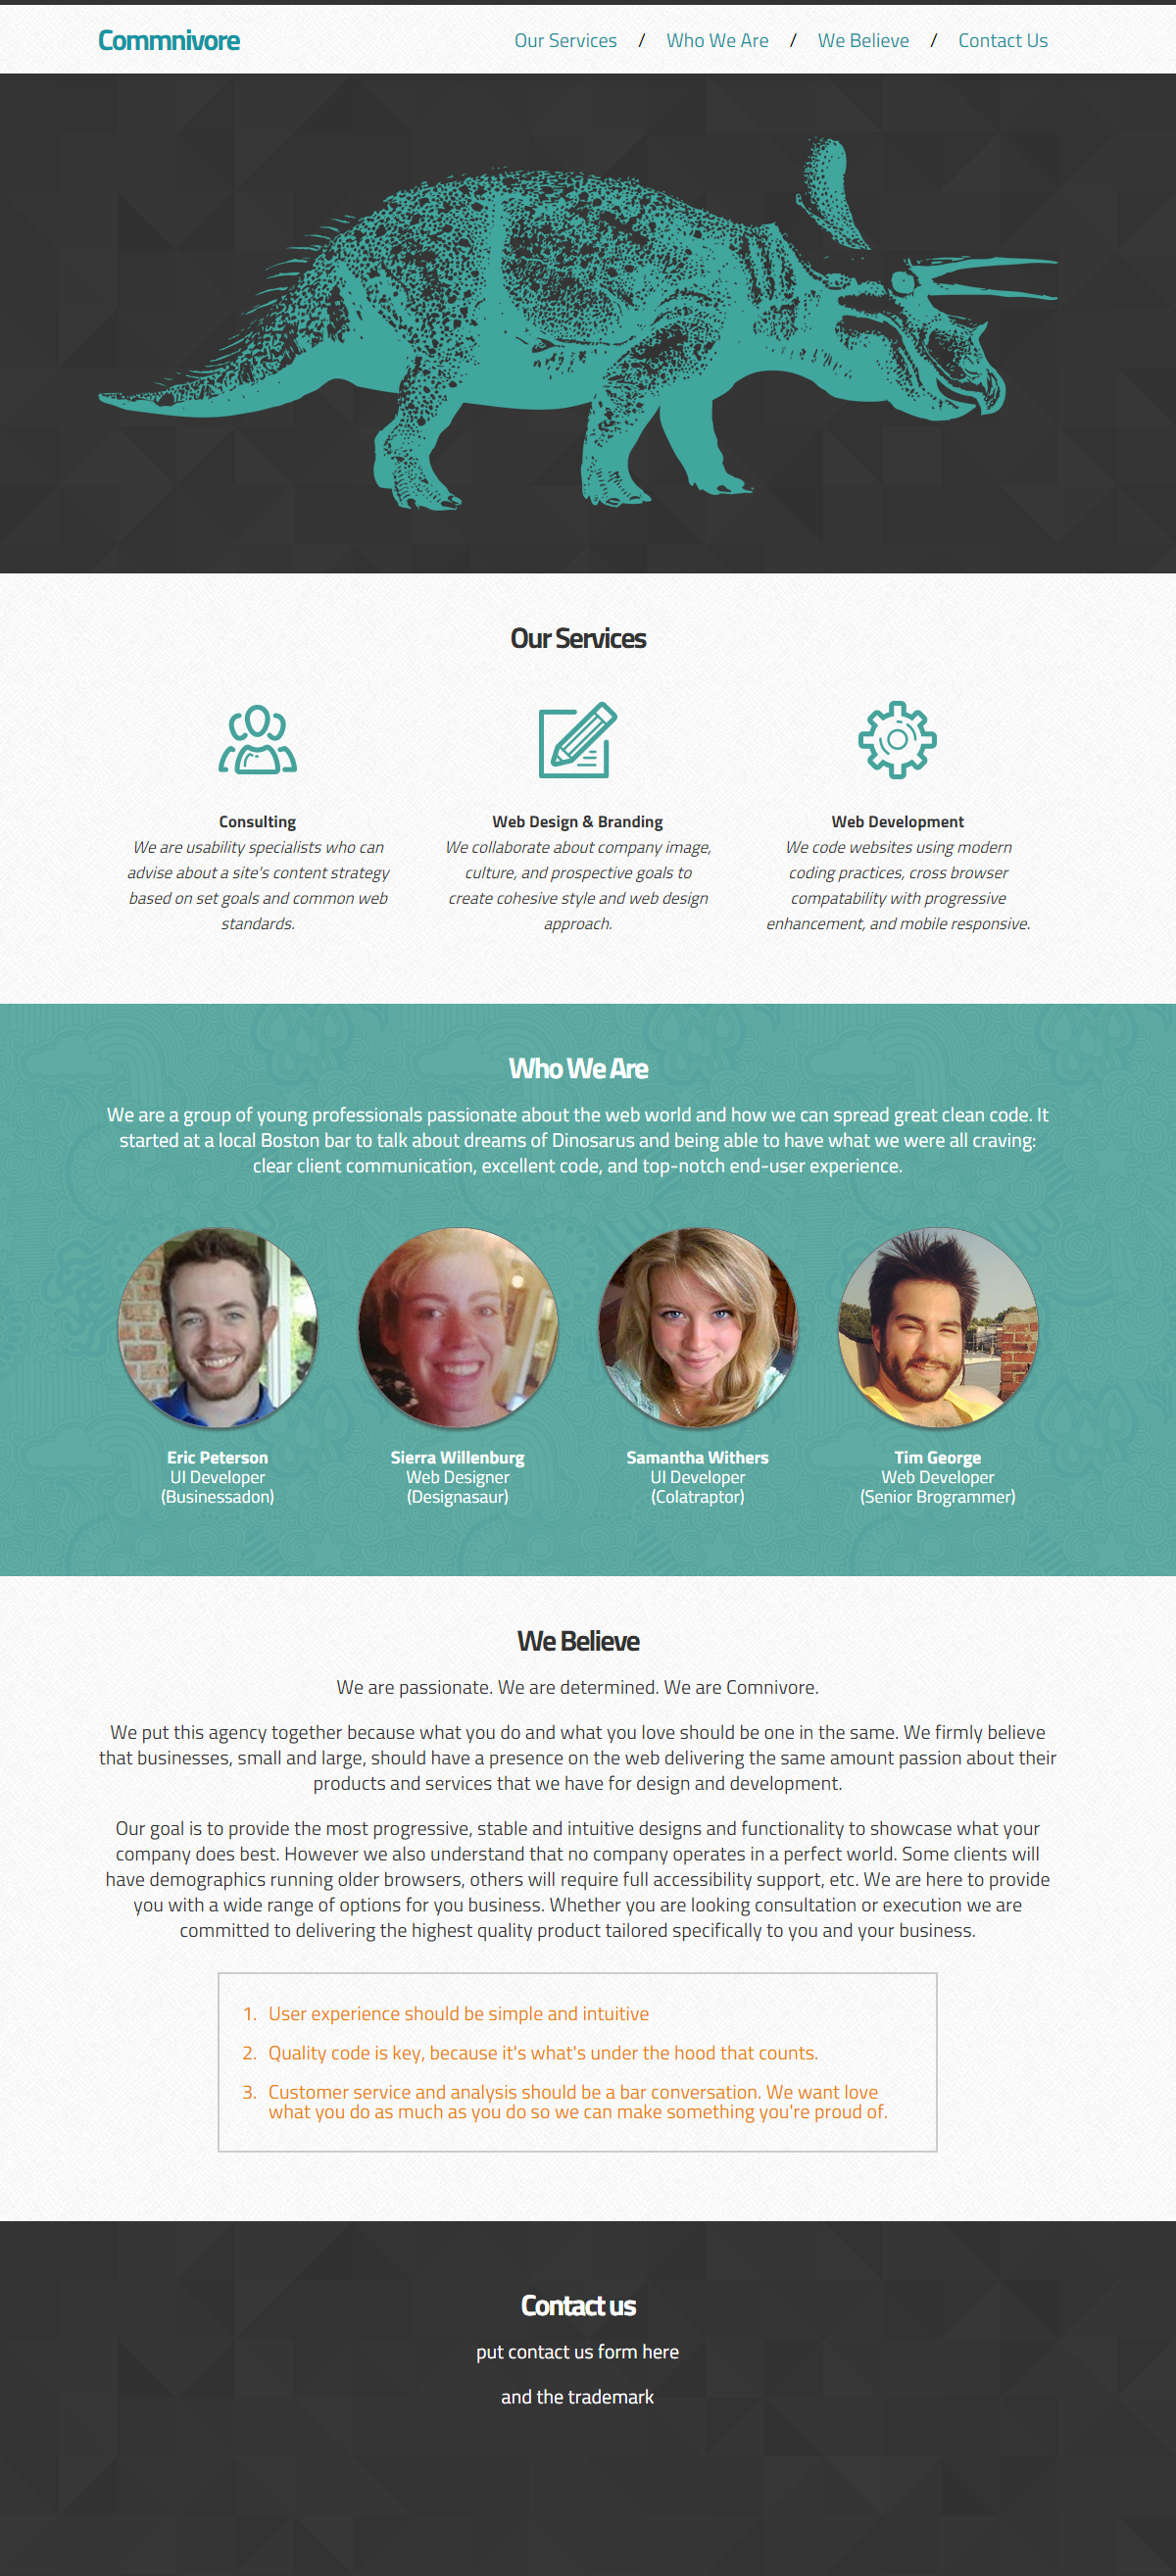 Commnivore
Our Services / Who We Are / We Believe / Contact Us
Our Services
Consulting
We are usability specialists who can
advise about a site's content strategy
based on set goals and common web
standards.
Web Design & Branding
We collaborate about company image,
culture, and prospective goals to
create cohesive style and web design
approach.
Web Development
We code websites using modern
coding practices, cross browser
compatability with progressive
enhancement, and mobile responsive.
Who We Are
We are a group of young professionals passionate about the web world and how we can spread great clean code. It
started at a local Boston bar to talk about dreams of Dinosarus and being able to have what we were all craving:
clear client communication, excellent code, and top-notch end-user experience.
Eric Peterson
UI Developer
(Businessadon)
Sierra Willenburg
Web Designer
(Designasaur)
Samantha Withers
UI Developer
(Colatraptor)
Tim George
Web Developer
(Senior Brogrammer)
We Believe
We are passionate. We are determined. We are Comnivore.
We put this agency together because what you do and what you love should be one in the same. We firmly believe
that businesses, small and large, should have a presence on the web delivering the same amount passion about their
products and services that we have for design and development.
Our goal is to provide the most progressive, stable and intuitive designs and functionality to showcase what your
company does best. However we also understand that no company operates in a perfect world. Some clients will
have demographics running older browsers, others will require full accessibility support, etc. We are here to provide
you with a wide range of options for you business. Whether you are looking consultation or execution we are
committed to delivering the highest quality product tailored specifically to you and your business.
1. User experience should be simple and intuitive
2. Quality code is key, because it's what's under the hood that counts.
3. Customer service and analysis should be a bar conversation. We want love
what you do as much as you do so we can make something you're proud of.
Contact us
put contact us form here
and the trademark